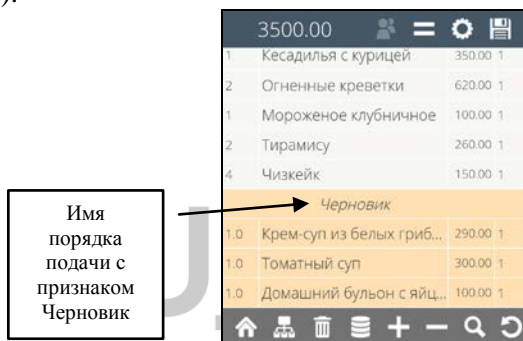 ).
3500.00
1 Кесадилья с курицей 350.00 1
2 Огненные креветки 620.00 1
1 Мороженое клубничное 100.00 1
2 Тирамису 260.00 1
4 Чизкейк 150.00 1
Черновик
1.0 Крем-суп из белых гриб... 290.00 1
1.0 Томатный суп 300.00 1
1.0 Домашний бульон с яйц... 100.00 1
Имя
порядка
подачи с
признаком
Черновик